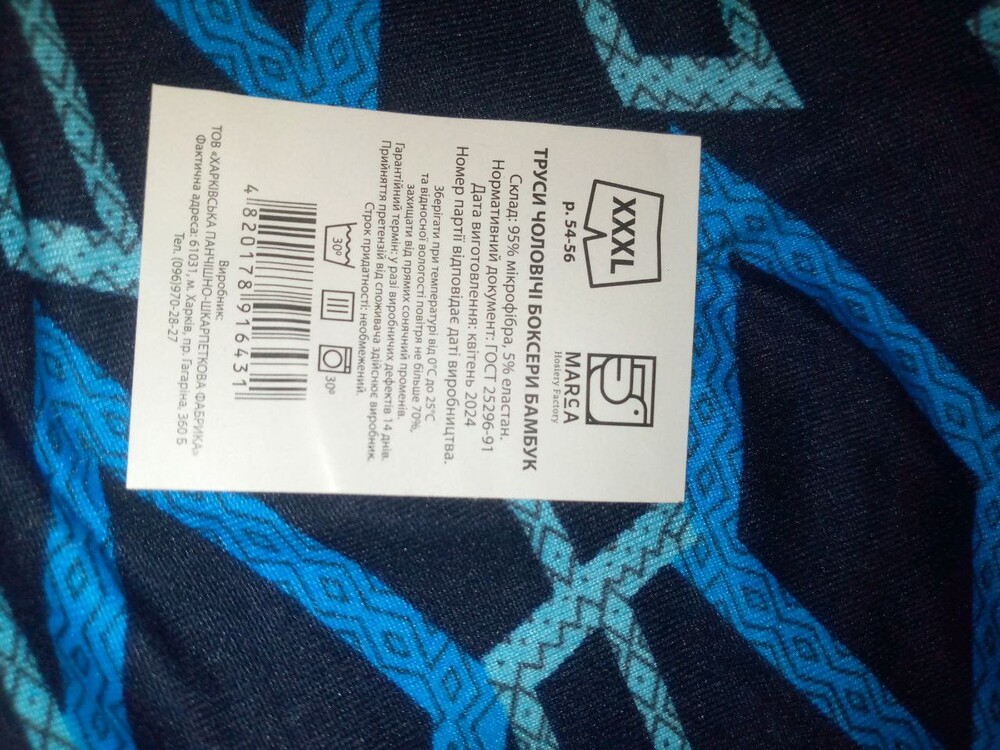 XXXL
р. 54-56
MARCA
Hosiery Factory
ТРУСИ ЧОЛОВІЧІ БОКСЕРИ БАМБУК
Склад: 95% мікрофібра, 5% еластан.
Нормативний документ: ГОСТ 25296-91
Дата виготовлення: квітень 2024
Номер партії відповідає даті виробництва.
Зберігати при температурі від 0°С до 25°С
та відносної вологості повітря не більше 70%,
захищати від прямих сонячний променів.
Гарантійний термін: у разі виробничих дефектів 14 днів.
Прийняття претензій від споживача здійснює виробник.
Строк придатності: необмежений.
30°
30°
4 820178 916431
Виробник:
ТОВ «ХАРКІВСЬКА ПАНЧІШНО-ШКАРПЕТКОВА ФАБРИКА»
Фактична адреса: 61031, м. Харків, пр. Гагаріна, 360 Б
Тел. (096)970-28-27